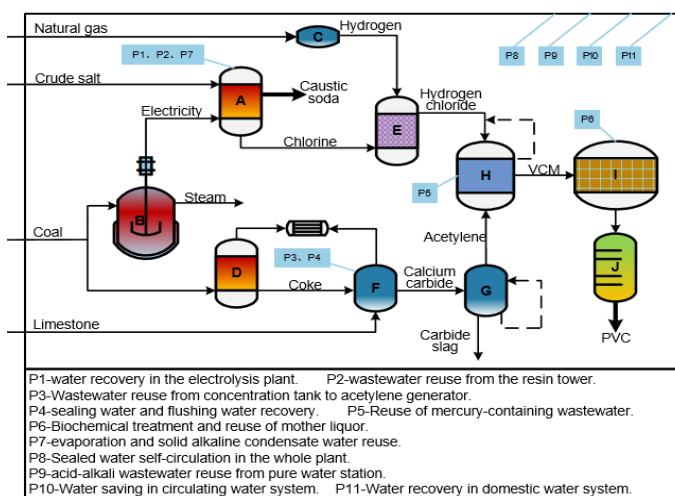 Natural gas
C
Hydrogen
P1、P2、P7
P8
P9
P10
P11
Crude salt
A
Caustic
soda
Hydrogen
chloride
Electricity
E
P6
Chlorine
H
VCM
I
P5
B
Steam
Coal
Acetylene
P3、P4
D
Coke
F
Calcium
carbide
G
J
Limestone
Carbide
slag
PVC
P1-water recovery in the electrolysis plant. P2-wastewater reuse from the resin tower.
P3-Wastewater reuse from concentration tank to acetylene generator.
P4-sealing water and flushing water recovery. P5-Reuse of mercury-containing wastewater.
P6-Biochemical treatment and reuse of mother liquor.
P7-evaporation and solid alkaline condensate water reuse.
P8-Sealed water self-circulation in the whole plant.
P9-acid-alkali wastewater reuse from pure water station.
P10-Water saving in circulating water system. P11-Water recovery in domestic water system.